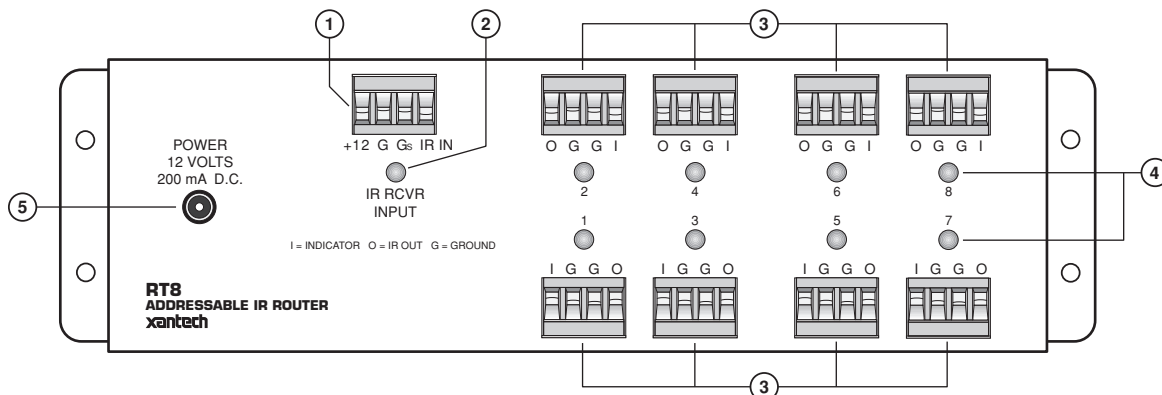 1 2 3
+12 G Gs IR IN
O G G I O G G I O G G I O G G I
POWER
12 VOLTS
200 mA D.C.
IR RCVR
INPUT
2 4 6 8
4
5
1 3 5 7
I = INDICATOR O = IR OUT G = GROUND
I G G O I G G O I G G O I G G O
RT8
ADDRESSABLE IR ROUTER
xantech
3